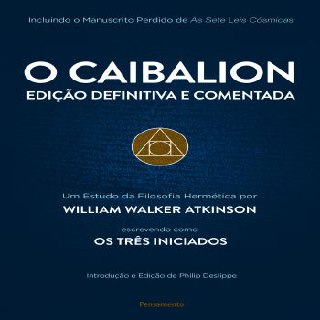 Incluindo o Manuscrito Perdido de As Sete Leis Cósmicas
O CAIBALION
EDIÇÃO DEFINITIVA E COMENTADA
Um Estudo da Filosofia Hermética por
WILLIAM WALKER ATKINSON
escrevendo como
OS TRÊS INICIADOS
Introdução e Edição de Philip Deslippe
Pensamento